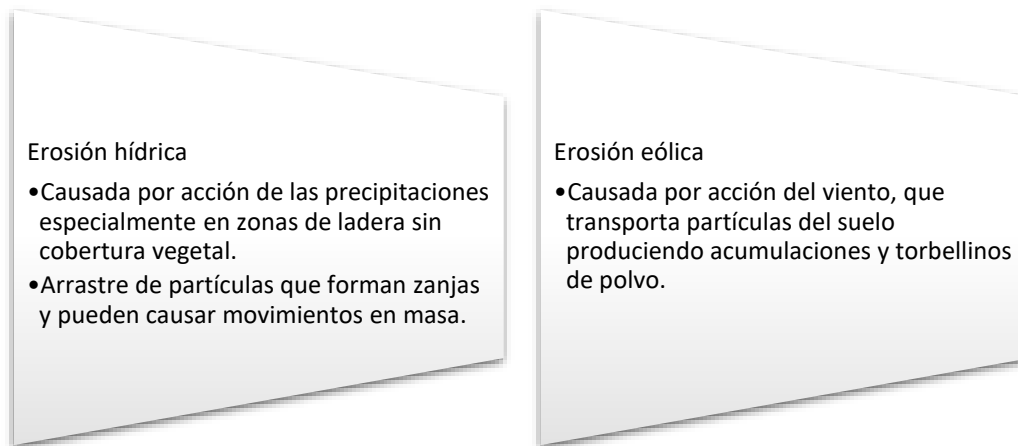 Erosión hídrica
•Causada por acción de las precipitaciones
especialmente en zonas de ladera sin
cobertura vegetal.
•Arrastre de partículas que forman zanjas
y pueden causar movimientos en masa.
Erosión eólica
•Causada por acción del viento, que
transporta partículas del suelo
produciendo acumulaciones y torbellinos
de polvo.